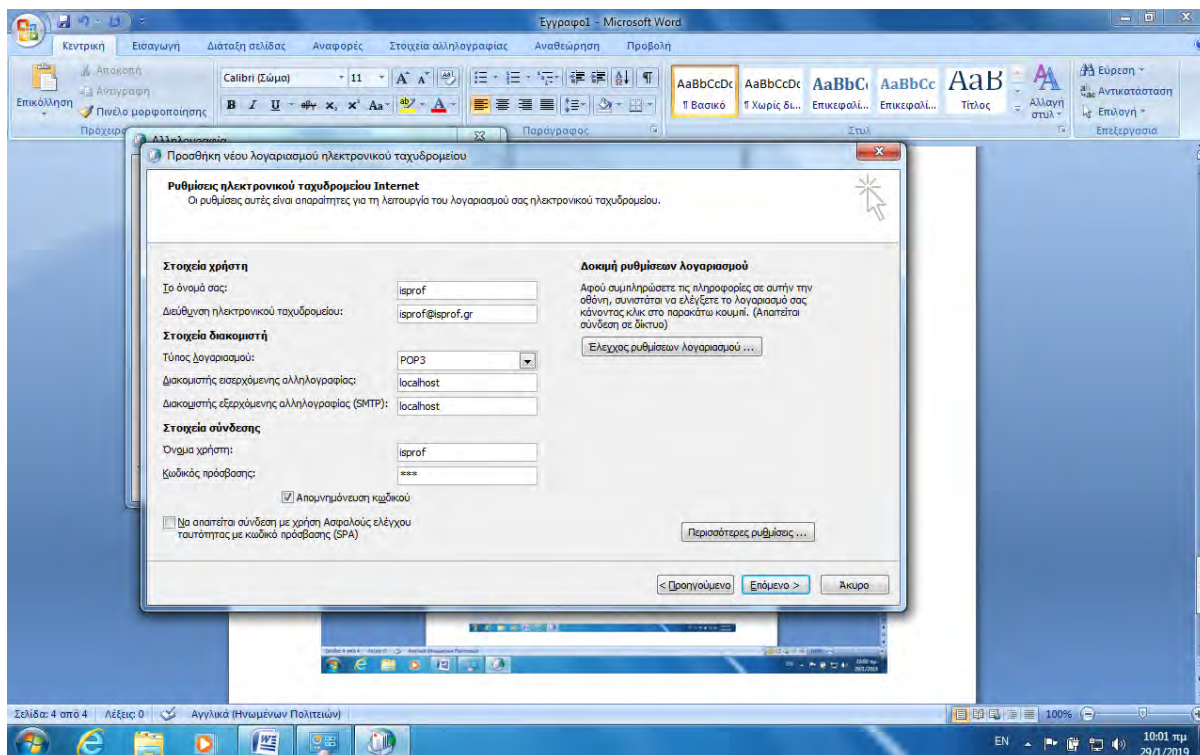 Έγγραφο1 - Microsoft Word
Κεντρική Εισαγωγή Διάταξη σελίδας Αναφορές Στοιχεία αλληλογραφίας Αναθεώρηση Προβολή
Επικόλληση
Αποκοπή
Αντιγραφή
Πινέλο μορφοποίησης
Calibri (Σώμα) 11
AaBbCcDc AaBbCcDc AaBbC AaBbCc AaB
¶ Βασικό ¶ Χωρίς δι... Επικεφαλί... Επικεφαλί... Τίτλος
Αλλαγή στυλ
Εύρεση
Αντικατάσταση
Επιλογή
Πρόχειρο Παράγραφος Στυλ Επεξεργασία
Αλληλογραφία
Προσθήκη νέου λογαριασμού ηλεκτρονικού ταχυδρομείου
Ρυθμίσεις ηλεκτρονικού ταχυδρομείου Internet
Οι ρυθμίσεις αυτές είναι απαραίτητες για τη λειτουργία του λογαριασμού σας ηλεκτρονικού ταχυδρομείου.
Στοιχεία χρήστη
Το όνομά σας: isprof
Διεύθυνση ηλεκτρονικού ταχυδρομείου: isprof@isprof.gr
Στοιχεία διακομιστή
Τύπος Λογαριασμού: POP3
Διακομιστής εισερχόμενης αλληλογραφίας: localhost
Διακομιστής εξερχόμενης αλληλογραφίας (SMTP): localhost
Στοιχεία σύνδεσης
Όνομα χρήστη: isprof
Κωδικός πρόσβασης: ***
Απομνημόνευση κωδικού
Να απαιτείται σύνδεση με χρήση Ασφαλούς ελέγχου
ταυτότητας με κωδικό πρόσβασης (SPA)
Δοκιμή ρυθμίσεων λογαριασμού
Αφού συμπληρώσετε τις πληροφορίες σε αυτήν την
οθόνη, συνιστάται να ελέγξετε το λογαριασμό σας
κάνοντας κλικ στο παρακάτω κουμπί. (Απαιτείται
σύνδεση σε δίκτυο)
Έλεγχος ρυθμίσεων λογαριασμού ...
Περισσότερες ρυθμίσεις ...
< Προηγούμενο Επόμενο > Άκυρο
Σελίδα: 4 από 4 Λέξεις: 0 Αγγλικά (Ηνωμένων Πολιτειών) 100%
EN 10:01 πμ
29/1/2019